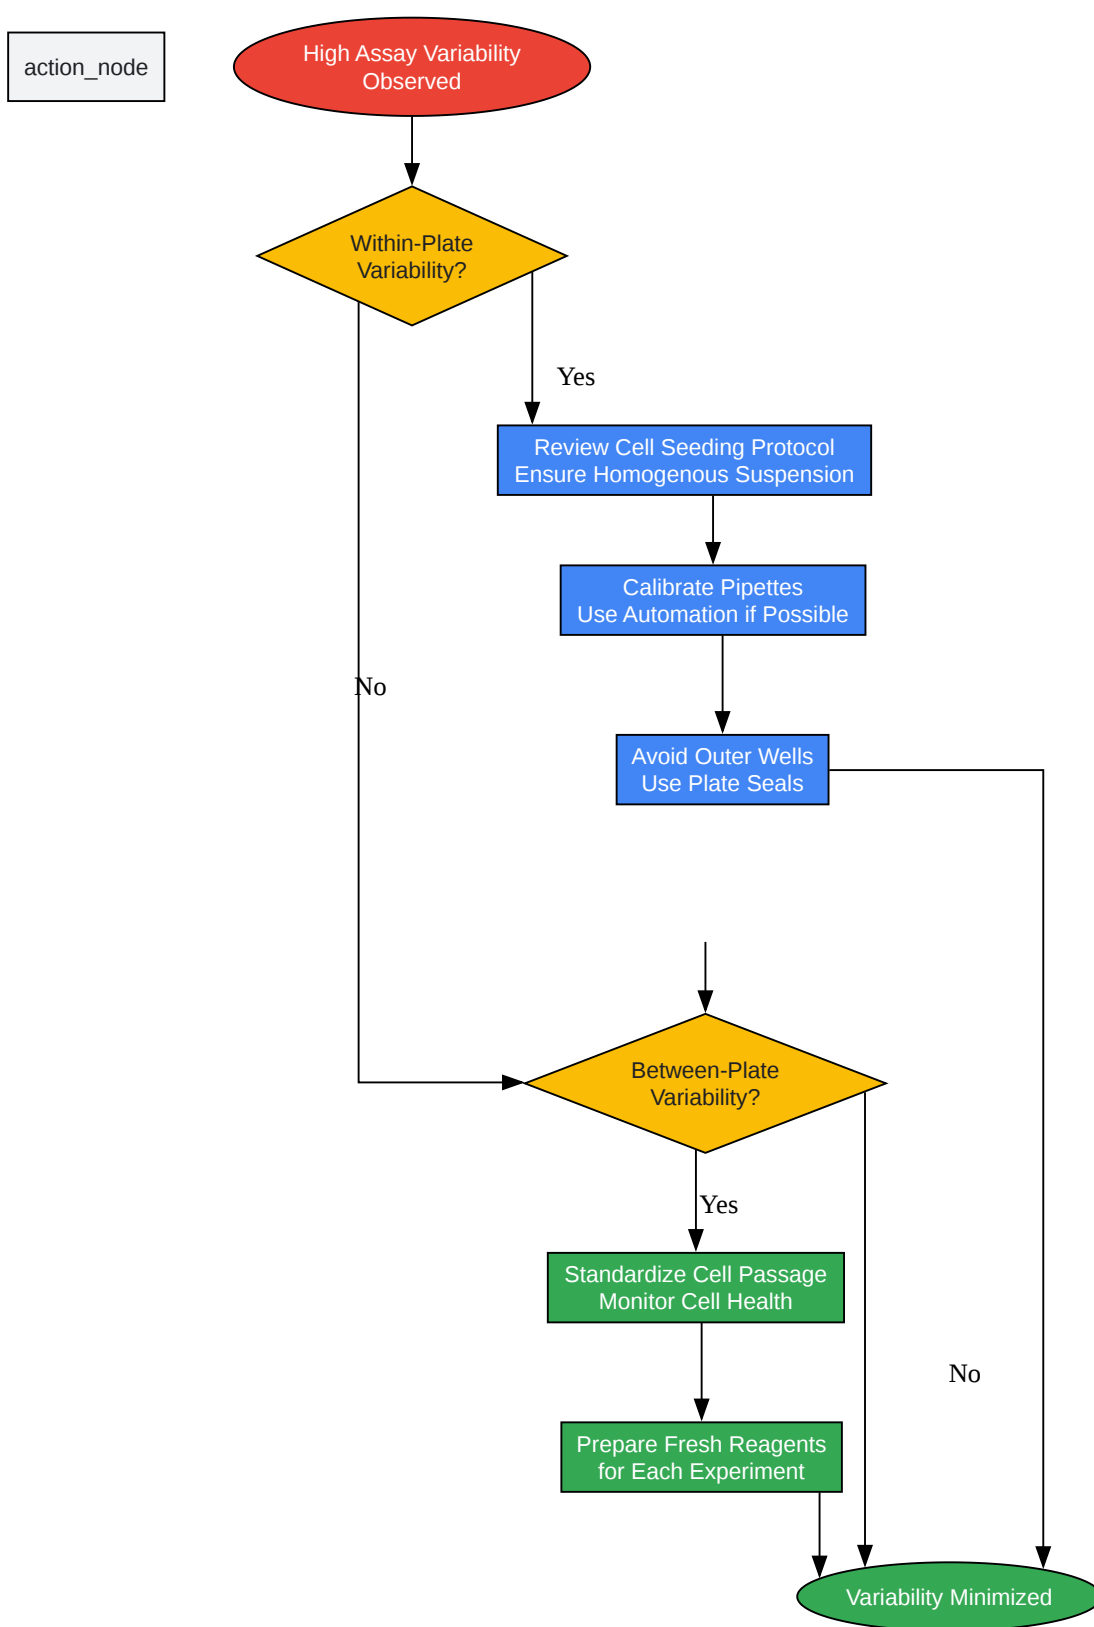 action_node
High Assay Variability
Observed
Within-Plate
Variability?
Yes
Review Cell Seeding Protocol
Ensure Homogenous Suspension
Calibrate Pipettes
Use Automation if Possible
No
Avoid Outer Wells
Use Plate Seals
Between-Plate
Variability?
Yes
Standardize Cell Passage
Monitor Cell Health
No
Prepare Fresh Reagents
for Each Experiment
Variability Minimized